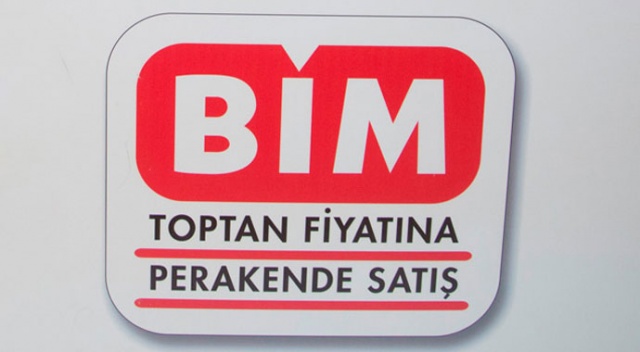 BİM
TOPTAN FİYATINA
PERAKENDE SATIŞ